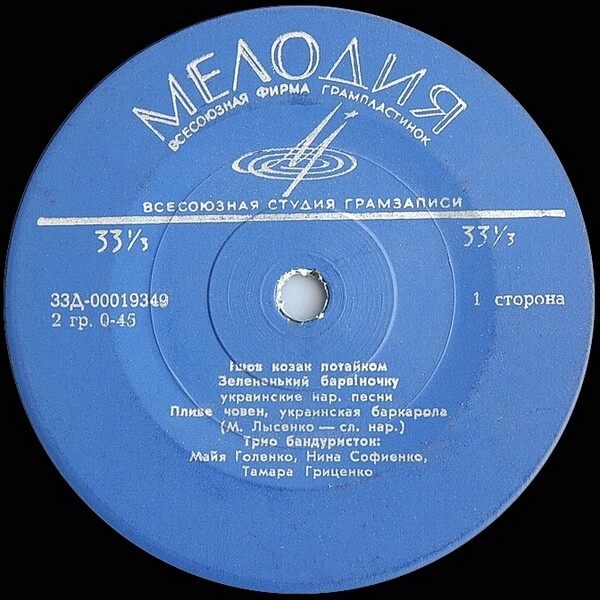 МЕЛОДИЯ
ВСЕСОЮЗНАЯ ФИРМА ГРАМПЛАСТИНОК
ВСЕСОЮЗНАЯ СТУДИЯ ГРАМЗАПИСИ
33⅓ 33⅓
33Д-00019349
2 гр. 0-45 1 сторона
Ішов козак потайком
Зелененький барвіночку
украинские нар. песни
Пливе човен, украинская баркарола
(М. Лысенко — сл. нар.)
Трио бандуристок:
Майя Голенко, Нина Софиенко,
Тамара Гриценко